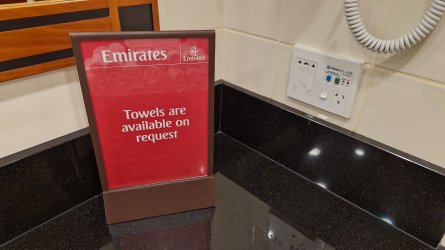 Emirates
Emirates
Towels are
available on
request